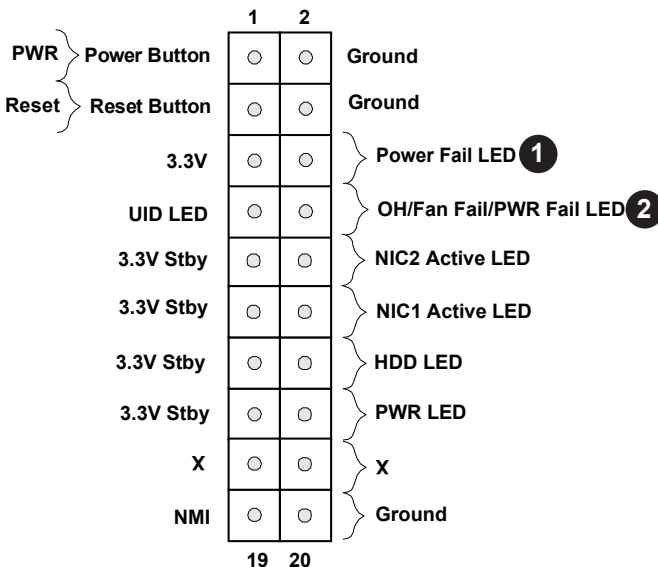 1 2
PWR Power Button Ground
Reset Reset Button Ground
3.3V Power Fail LED 1
UID LED OH/Fan Fail/PWR Fail LED 2
3.3V Stby NIC2 Active LED
3.3V Stby NIC1 Active LED
3.3V Stby HDD LED
3.3V Stby PWR LED
X X
NMI Ground
19 20